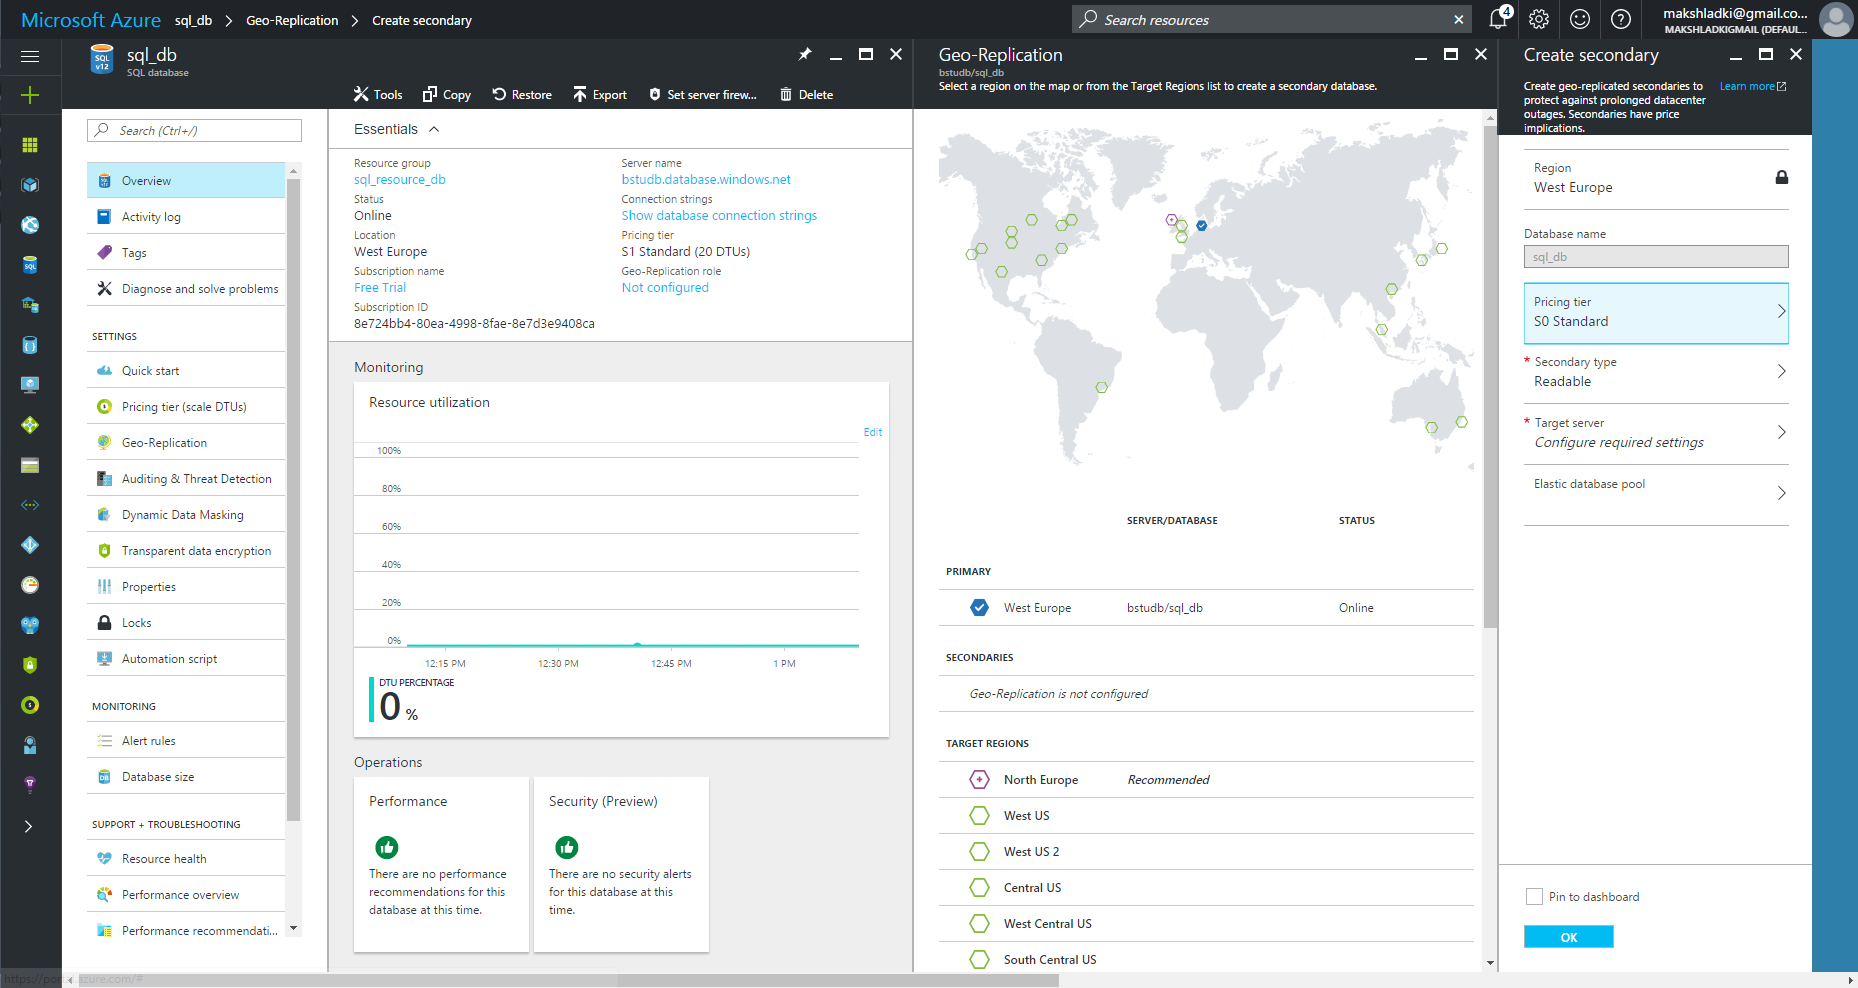 Microsoft Azure sql_db > Geo-Replication > Create secondary
Search resources
4
makshladki@gmail.co...
MAKSHLADKIGMAIL (DEFAUL...
sql_db
SQL database
Tools Copy Restore Export Set server firew... Delete
Search (Ctrl+/)
Overview
Activity log
Tags
Diagnose and solve problems
SETTINGS
Quick start
Pricing tier (scale DTUs)
Geo-Replication
Auditing & Threat Detection
Dynamic Data Masking
Transparent data encryption
Properties
Locks
Automation script
MONITORING
Alert rules
Database size
SUPPORT + TROUBLESHOOTING
Resource health
Performance overview
Performance recommendati...
Essentials
Resource group
sql_resource_db
Status
Online
Location
West Europe
Subscription name
Free Trial
Subscription ID
8e724bb4-80ea-4998-8fae-8e7d3e9408ca
Server name
bstudb.database.windows.net
Connection strings
Show database connection strings
Pricing tier
S1 Standard (20 DTUs)
Geo-Replication role
Not configured
Monitoring
Resource utilization
Edit
100%
80%
60%
40%
20%
0%
12:15 PM 12:30 PM 12:45 PM 1 PM
DTU PERCENTAGE
0 %
Operations
Performance
There are no performance
recommendations for this
database at this time.
Security (Preview)
There are no security alerts
for this database at this
time.
Geo-Replication
bstudb/sql_db
Select a region on the map or from the Target Regions list to create a secondary database.
SERVER/DATABASE STATUS
PRIMARY
West Europe bstudb/sql_db Online
SECONDARIES
Geo-Replication is not configured
TARGET REGIONS
North Europe Recommended
West US
West US 2
Central US
West Central US
South Central US
Create secondary
Create geo-replicated secondaries to
protect against prolonged datacenter
outages. Secondaries have price
implications.
Learn more
Region
West Europe
Database name
sql_db
Pricing tier
S0 Standard
* Secondary type
Readable
* Target server
Configure required settings
Elastic database pool
Pin to dashboard
OK